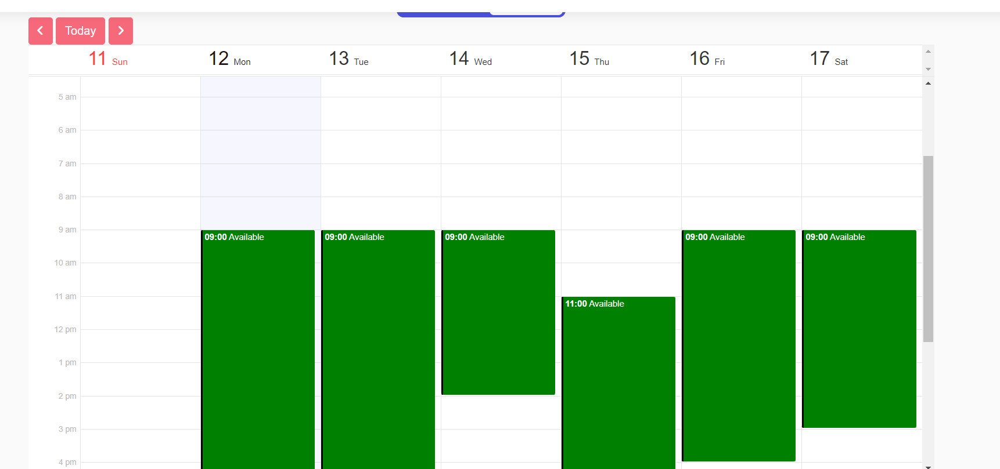 Today
11 Sun 12 Mon 13 Tue 14 Wed 15 Thu 16 Fri 17 Sat
5 am
6 am
7 am
8 am
9 am
09:00 Available 09:00 Available 09:00 Available 09:00 Available 09:00 Available
10 am
11 am
11:00 Available
12 pm
1 pm
2 pm
3 pm
4 pm